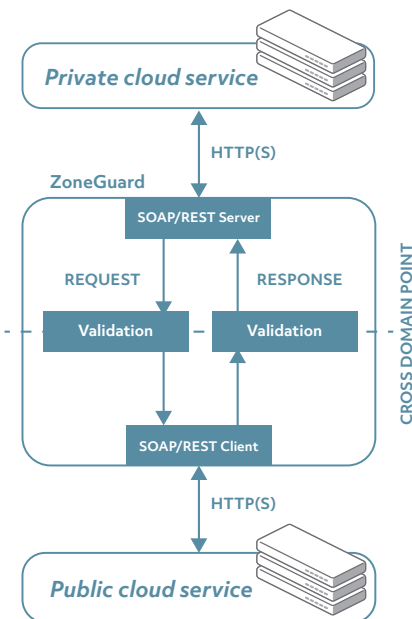 Private cloud service
HTTP(S)
ZoneGuard
SOAP/REST Server
REQUEST
RESPONSE
Validation
Validation
CROSS DOMAIN POINT
SOAP/REST Client
HTTP(S)
Public cloud service